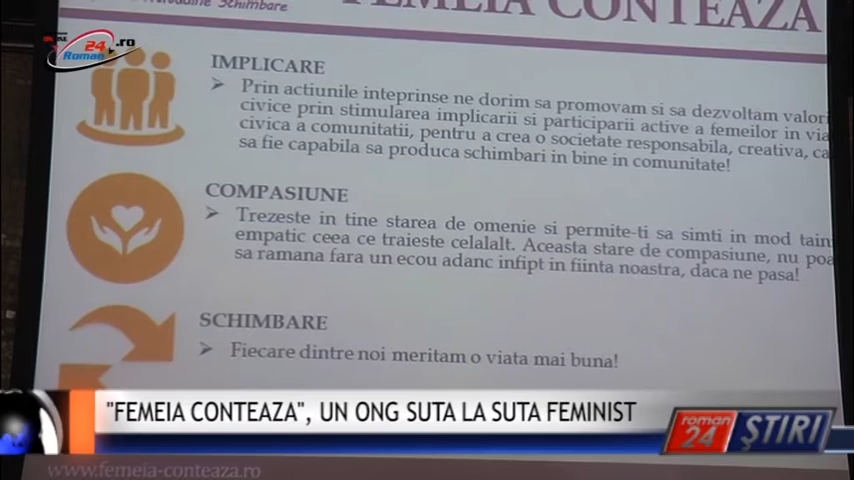 Schimbare
FEMEIA CONTEAZA
24.ro
Roman
IMPLICARE
Prin actiunile inteprinse ne dorim sa promovam si sa dezvoltam valori
civice prin stimularea implicarii si participarii active a femeilor in via
civica a comunitatii, pentru a crea o societate responsabila, creativa, ca
sa fie capabila sa produca schimbari in bine in comunitate!
COMPASIUNE
Trezeste in tine starea de omenie si permite-ti sa simti in mod tain
empatic ceea ce traieste celalalt. Aceasta stare de compasiune, nu poa
sa ramana fara un ecou adanc infipt in fiinta noastra, daca ne pasa!
SCHIMBARE
Fiecare dintre noi meritam o viata mai buna!
"FEMEIA CONTEAZA", UN ONG SUTA LA SUTA FEMINIST
roman
24 ŞTIRI
www.femeia-conteaza.ro